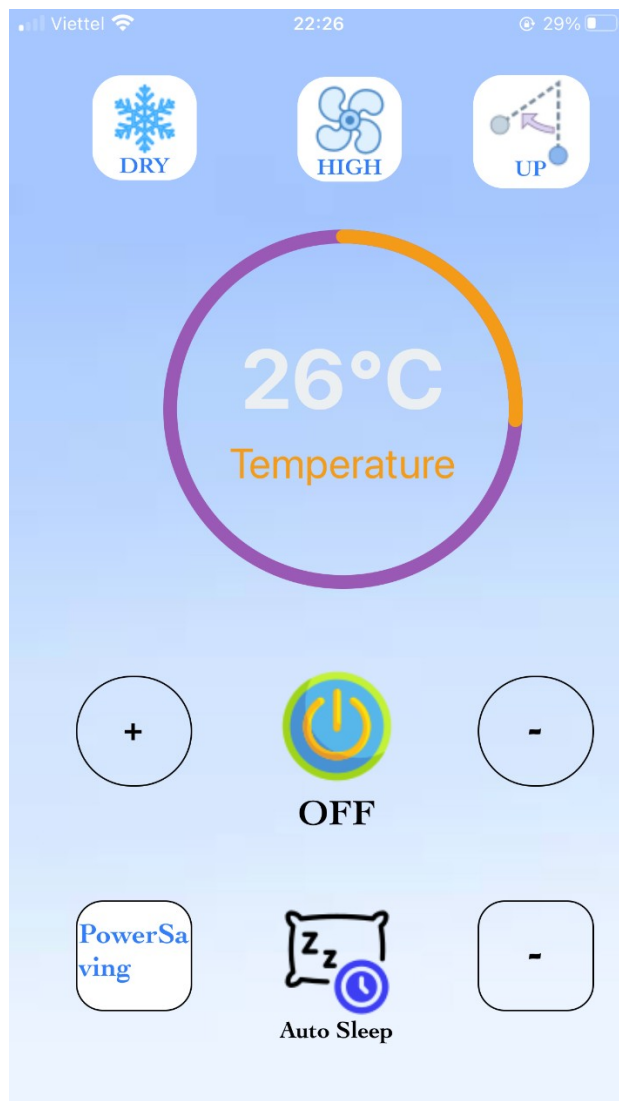 Viettel 22:26 29%
DRY HIGH UP
26°C
Temperature
+ -
OFF
PowerSa
ving
z z
-
Auto Sleep